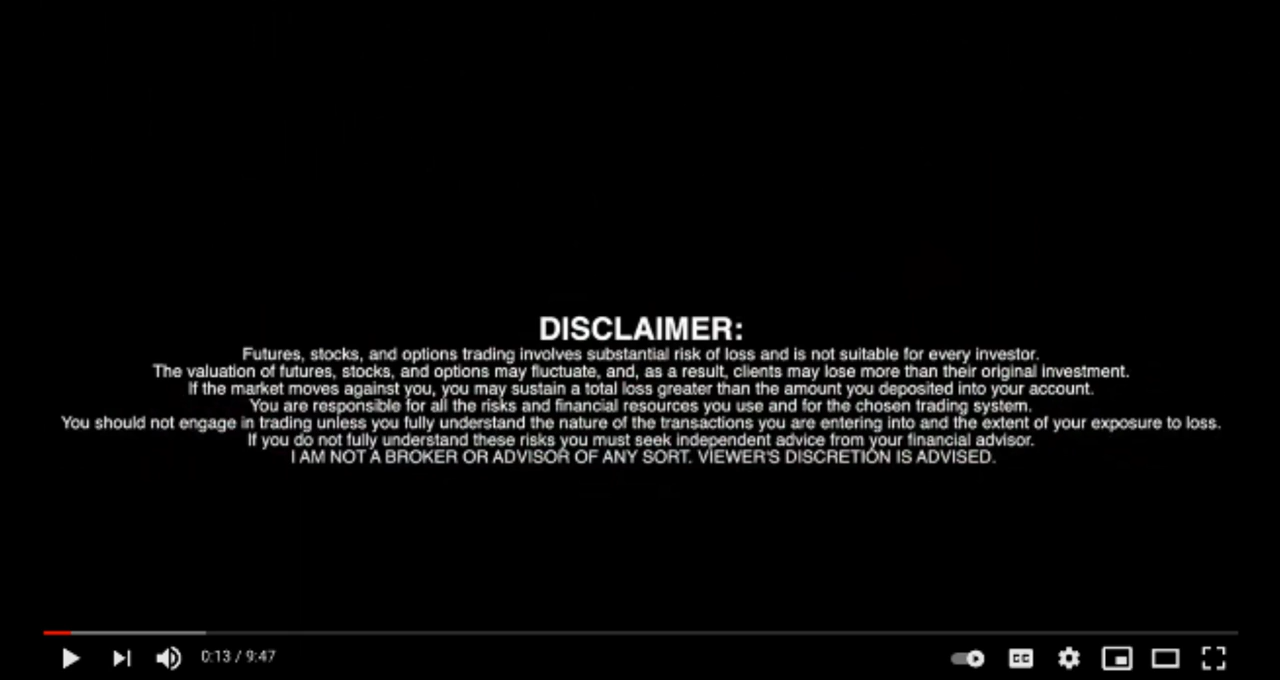 DISCLAIMER:
Futures, stocks, and options trading involves substantial risk of loss and is not suitable for every investor.
The valuation of futures, stocks, and options may fluctuate, and, as a result, clients may lose more than their original investment.
If the market moves against you, you may sustain a total loss greater than the amount you deposited into your account.
You are responsible for all the risks and financial resources you use and for the chosen trading system.
You should not engage in trading unless you fully understand the nature of the transactions you are entering into and the extent of your exposure to loss.
If you do not fully understand these risks you must seek independent advice from your financial advisor.
I AM NOT A BROKER OR ADVISOR OF ANY SORT. VIEWER'S DISCRETION IS ADVISED.
0:13 / 9:47
CC